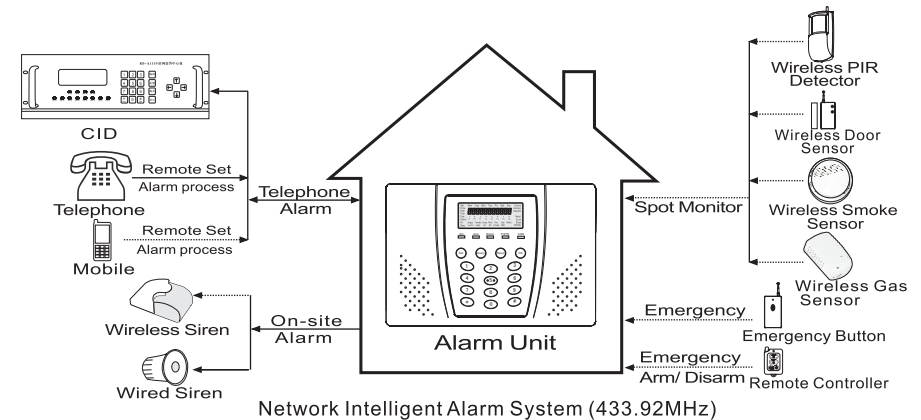 CID
Remote Set
Alarm process
Telephone
Remote Set
Alarm process
Mobile
Telephone
Alarm
Wireless Siren
On-site
Alarm
Wired Siren
Alarm Unit
Wireless PIR
Detector
Wireless Door
Sensor
Spot Monitor
Wireless Smoke
Sensor
Wireless Gas
Sensor
Emergency
Emergency Button
Emergency
Arm/ Disarm
Remote Controller
Network Intelligent Alarm System (433.92MHz)